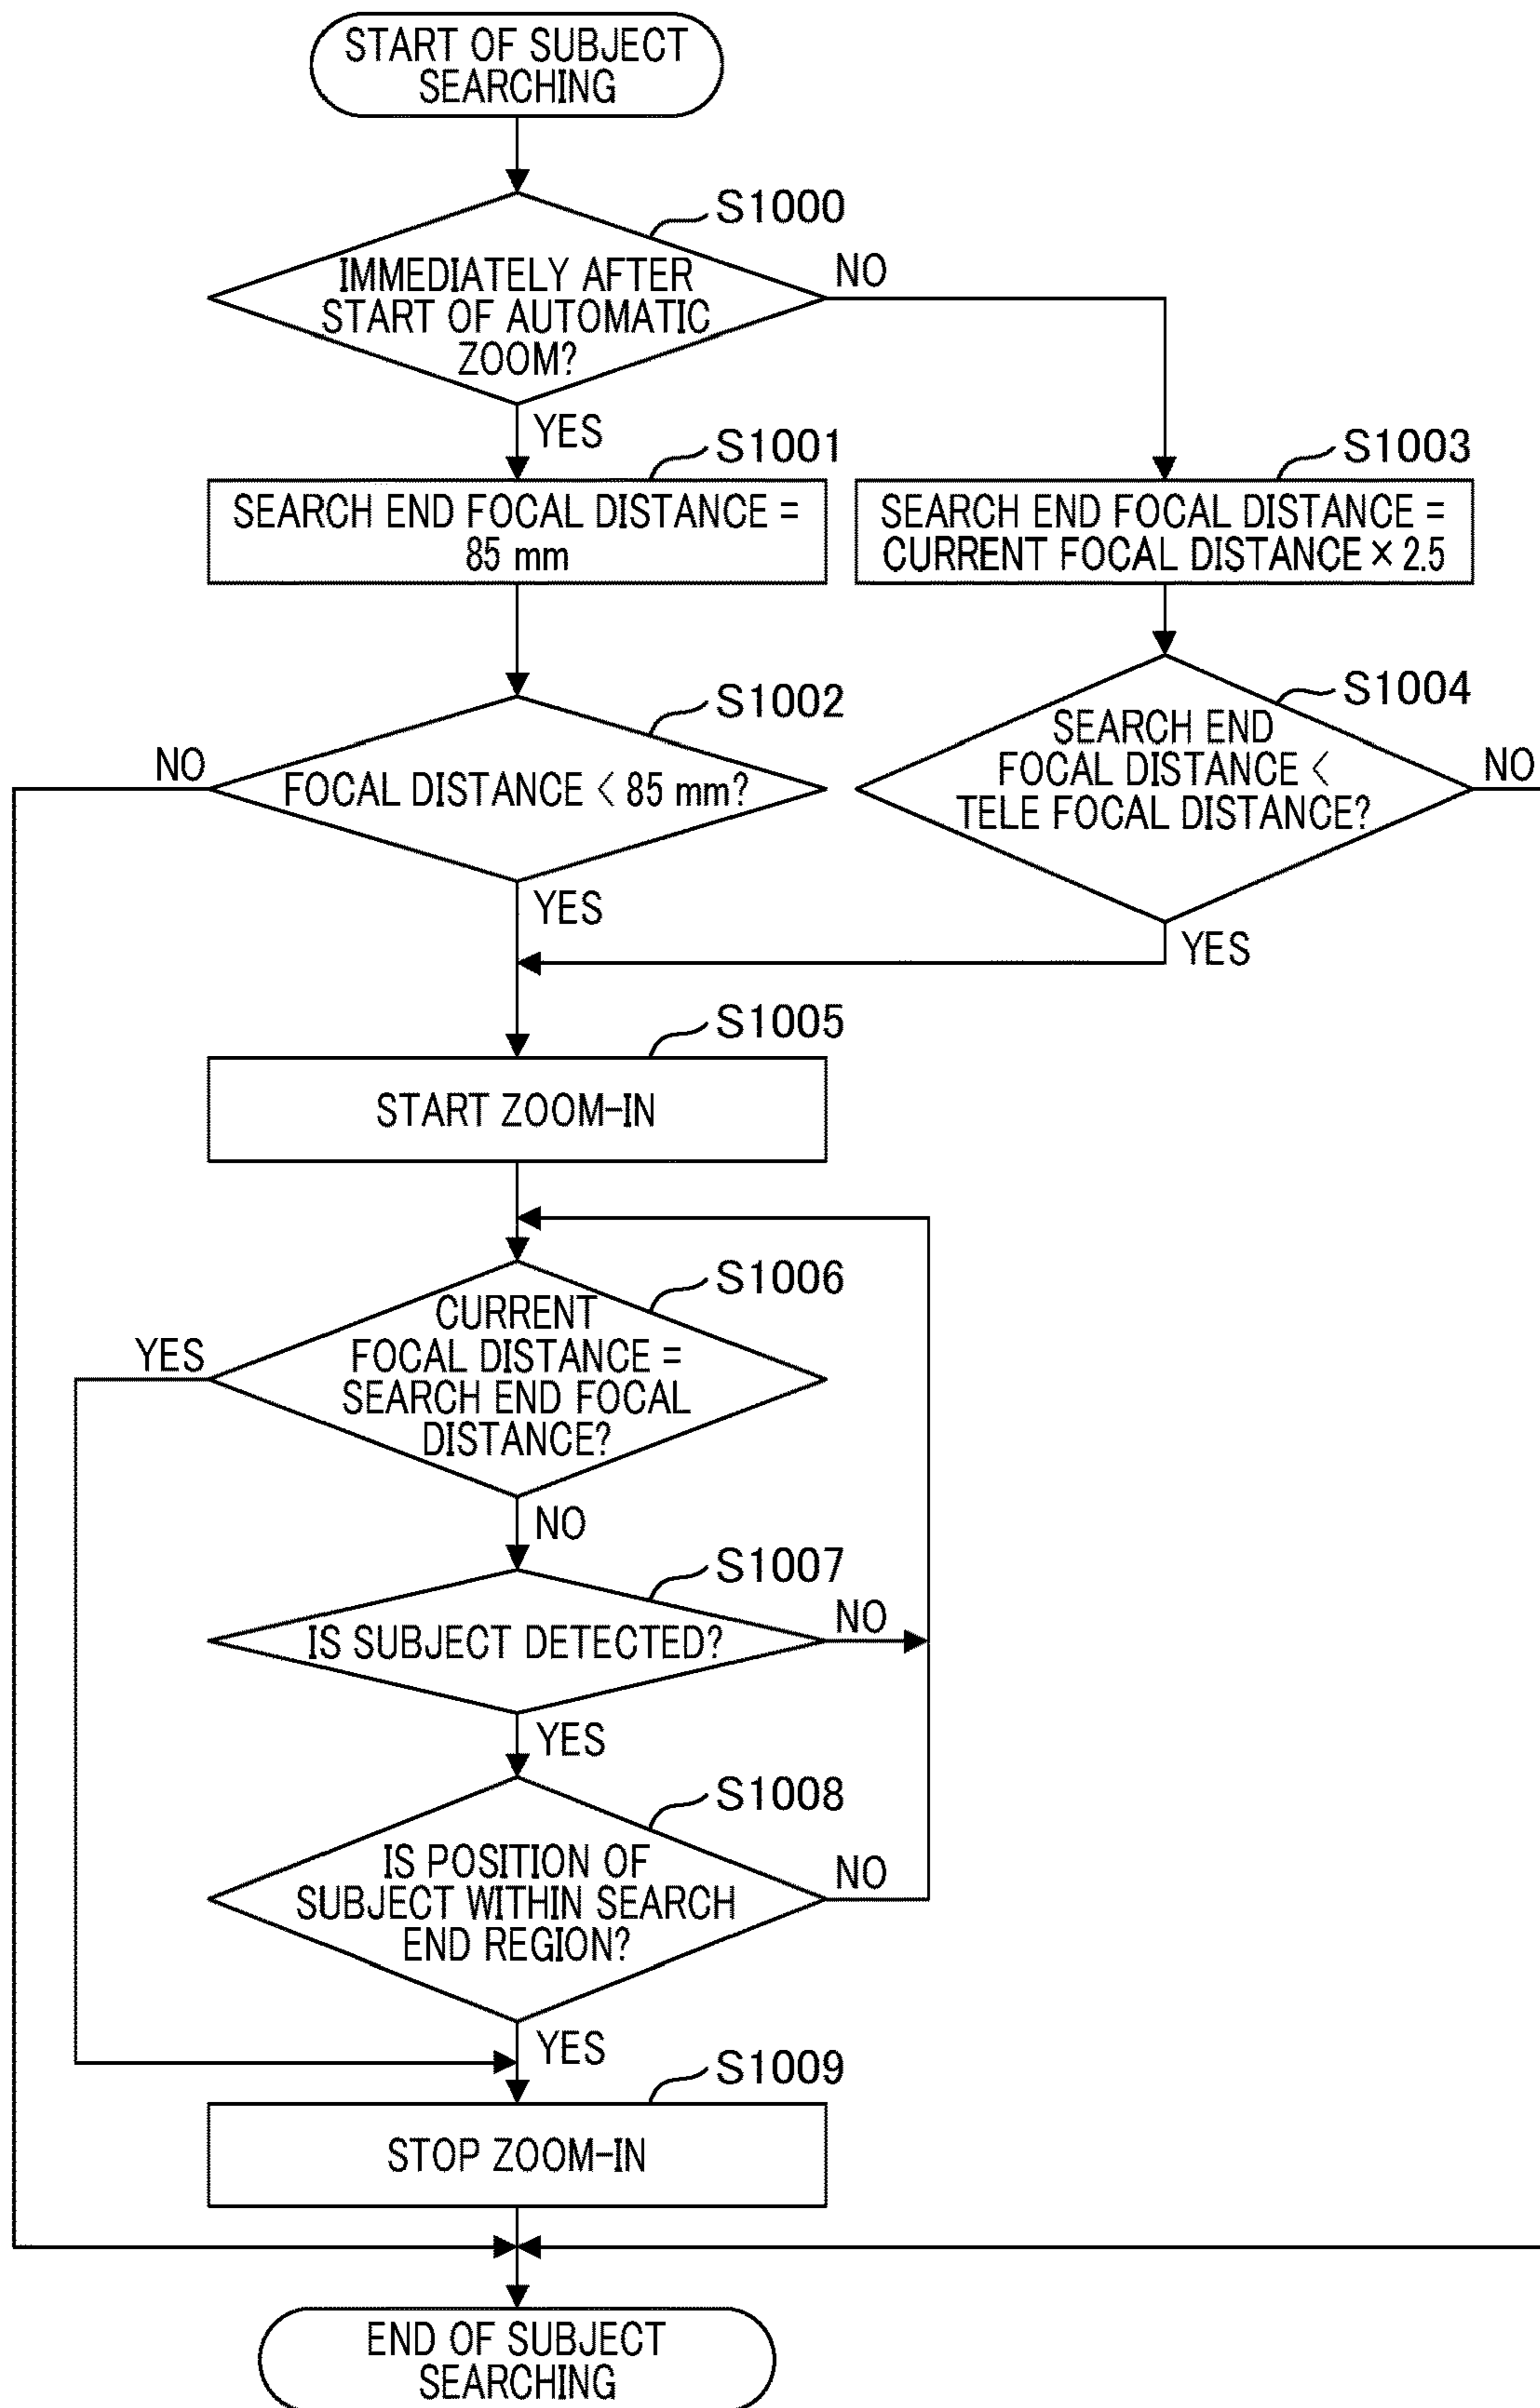 START OF SUBJECT
SEARCHING
S1000
IMMEDIATELY AFTER
START OF AUTOMATIC
ZOOM?
NO
YES
S1001
SEARCH END FOCAL DISTANCE =
85 mm
S1003
SEARCH END FOCAL DISTANCE =
CURRENT FOCAL DISTANCE × 2.5
S1002
FOCAL DISTANCE < 85 mm?
NO
YES
S1004
SEARCH END
FOCAL DISTANCE <
TELE FOCAL DISTANCE?
NO
YES
S1005
START ZOOM-IN
S1006
CURRENT
FOCAL DISTANCE =
SEARCH END FOCAL
DISTANCE?
YES
NO
S1007
IS SUBJECT DETECTED?
NO
YES
S1008
IS POSITION OF
SUBJECT WITHIN SEARCH
END REGION?
NO
YES
S1009
STOP ZOOM-IN
END OF SUBJECT
SEARCHING